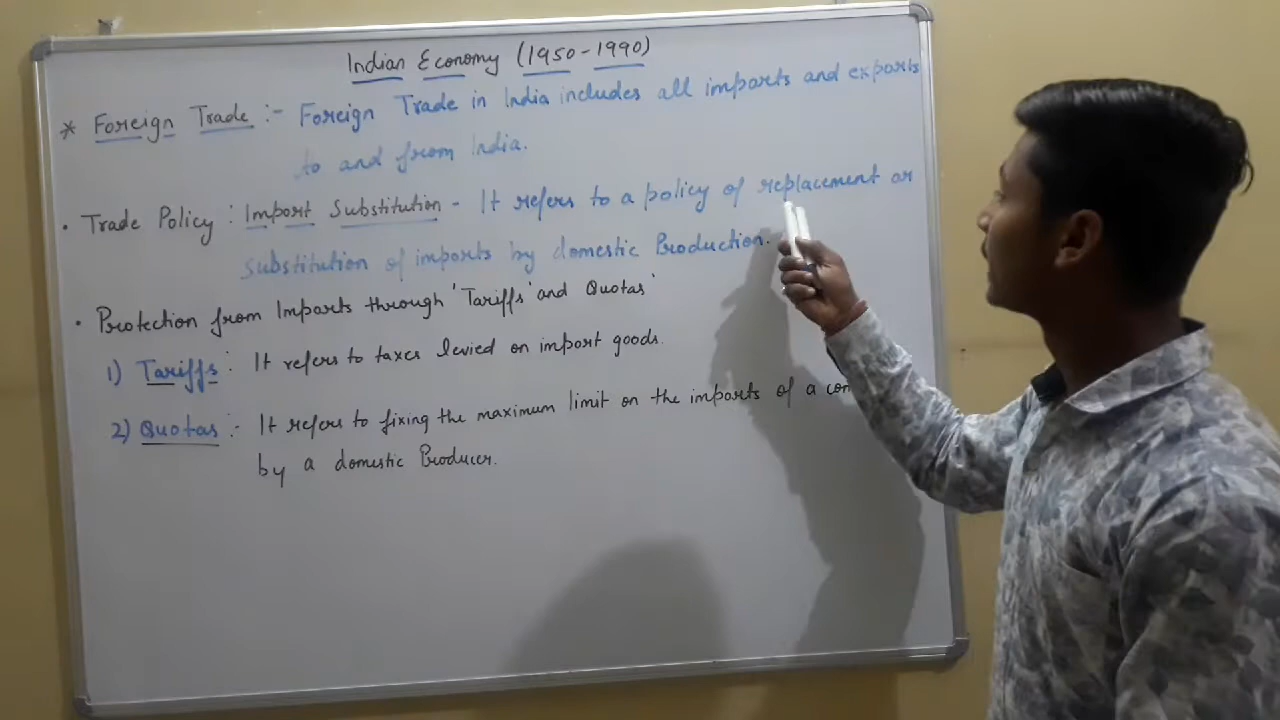 Indian Economy (1950-1990)
* Foreign Trade :- Foreign Trade in India includes all imports and exports
to and from India.
• Trade Policy : Import Substitution - It refers to a policy of replacement or
substitution of imports by domestic Production.
• Protection from Imports through 'Tariffs' and Quotas'
1) Tariffs : It refers to taxes levied on import goods.
2) Quotas :- It refers to fixing the maximum limit on the imports of a
by a domestic Producer.